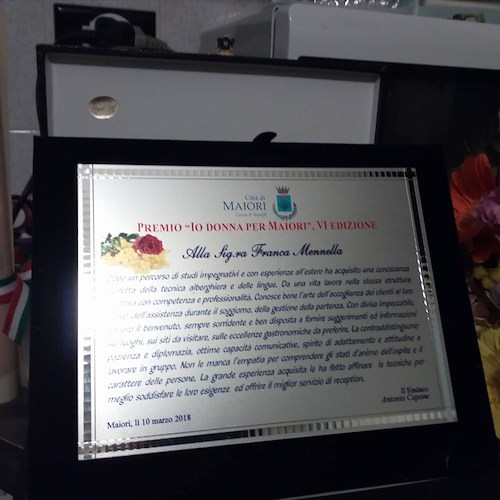 Città di
MAIORI
Costa d'Amalfi
PREMIO "IO DONNA PER MAIORI", VI EDIZIONE
Alla Sig.ra Franca Mennella
Dopo un percorso di studi impegnativi e con esperienze all'estero ha acquisito una conoscenza
della tecnica alberghiera e delle lingue. Da una vita lavora nella stessa struttura
con competenza e professionalità. Conosce bene l'arte dell'accoglienza dei clienti al loro
dell'assistenza durante il soggiorno, della gestione della partenza. Con divisa impeccabile,
loro il benvenuto, sempre sorridente e ben disposta a fornire suggerimenti ed informazioni
luoghi, sui siti da visitare, sulle eccellenze gastronomiche da preferire. La contraddistinguono
pazienza e diplomazia, ottime capacità comunicative, spirito di adattamento e attitudine a
lavorare in gruppo. Non le manca l'empatia per comprendere gli stati d'animo dell'ospite e il
carattere delle persone. La grande esperienza acquisita le ha fatto affinare le tecniche per
meglio soddisfare le loro esigenze ed offrire il miglior servizio di reception.
Il Sindaco
Antonio Capone
Maiori, li 10 marzo 2018